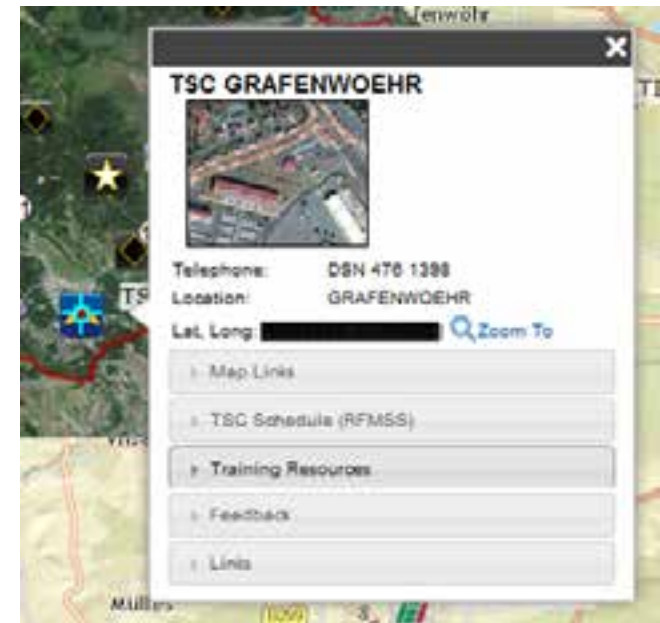 TSC GRAFENWOEHR
Telephone: DSN 476 1398
Location: GRAFENWOEHR
Lat, Long: Zoom To
Map Links
TSC Schedule (RFMSS)
Training Resources
Feedback
Links